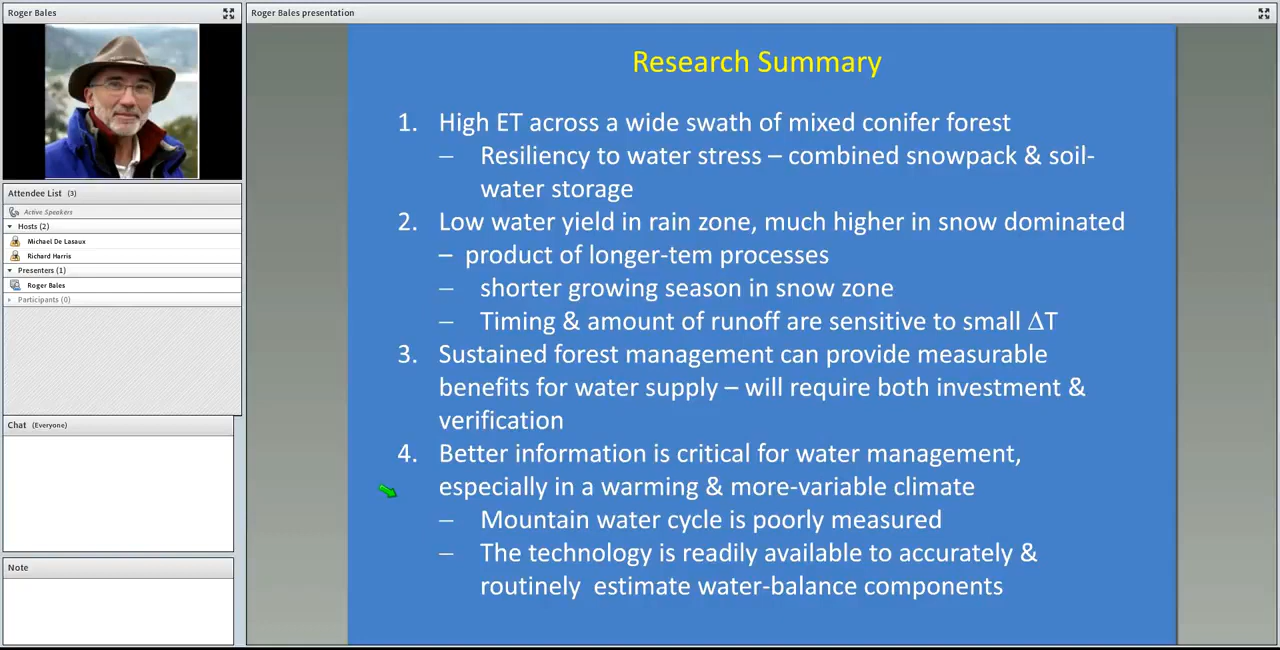 Roger Bales
Roger Bales presentation
Attendee List (3)
Active Speakers
Hosts (2)
Michael De Lasaux
Richard Harris
Presenters (1)
Roger Bales
Participants (0)
Chat (Everyone)
Note
Research Summary
1. High ET across a wide swath of mixed conifer forest
– Resiliency to water stress – combined snowpack & soil-
water storage
2. Low water yield in rain zone, much higher in snow dominated
– product of longer-tem processes
– shorter growing season in snow zone
– Timing & amount of runoff are sensitive to small ΔT
3. Sustained forest management can provide measurable
benefits for water supply – will require both investment &
verification
4. Better information is critical for water management,
especially in a warming & more-variable climate
– Mountain water cycle is poorly measured
– The technology is readily available to accurately &
routinely estimate water-balance components